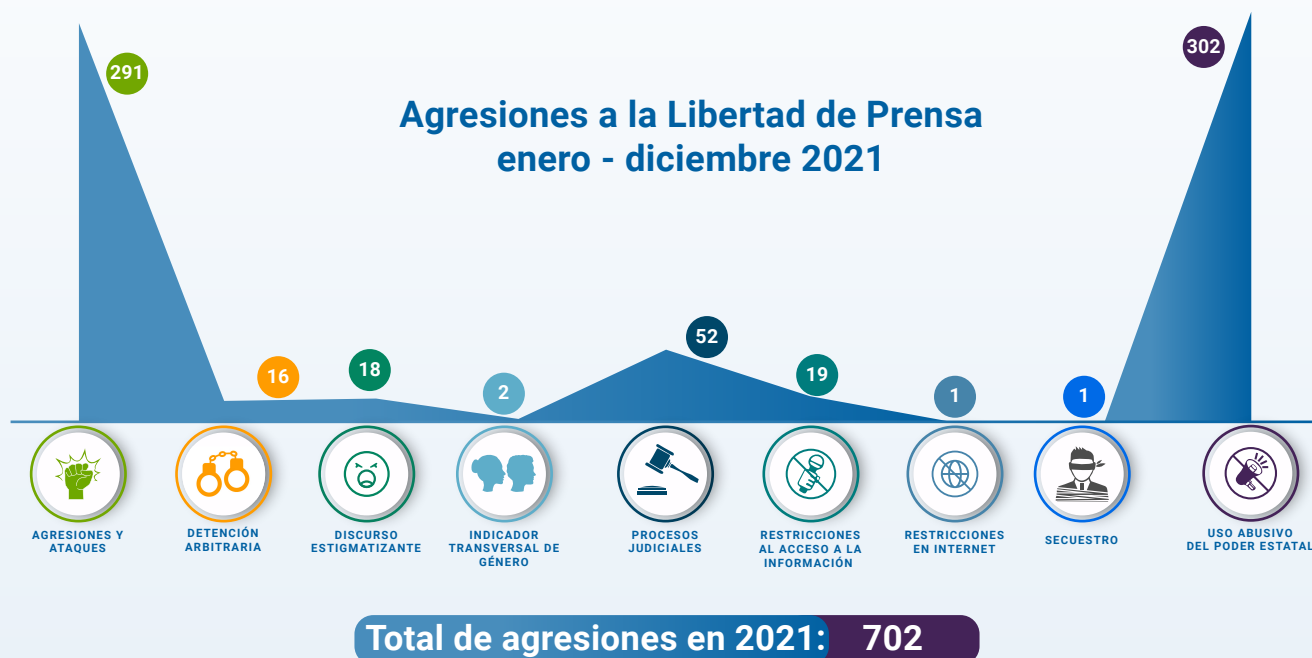 291
302
Agresiones a la Libertad de Prensa
enero - diciembre 2021
16
18
2
52
19
1
1
AGRESIONES Y
ATAQUES
DETENCIÓN
ARBITRARIA
DISCURSO
ESTIGMATIZANTE
INDICADOR
TRANSVERSAL DE
GÉNERO
PROCESOS
JUDICIALES
RESTRICCIONES
AL ACCESO A LA
INFORMACIÓN
RESTRICCIONES
EN INTERNET
SECUESTRO
USO ABUSIVO
DEL PODER ESTATAL
Total de agresiones en 2021: 702